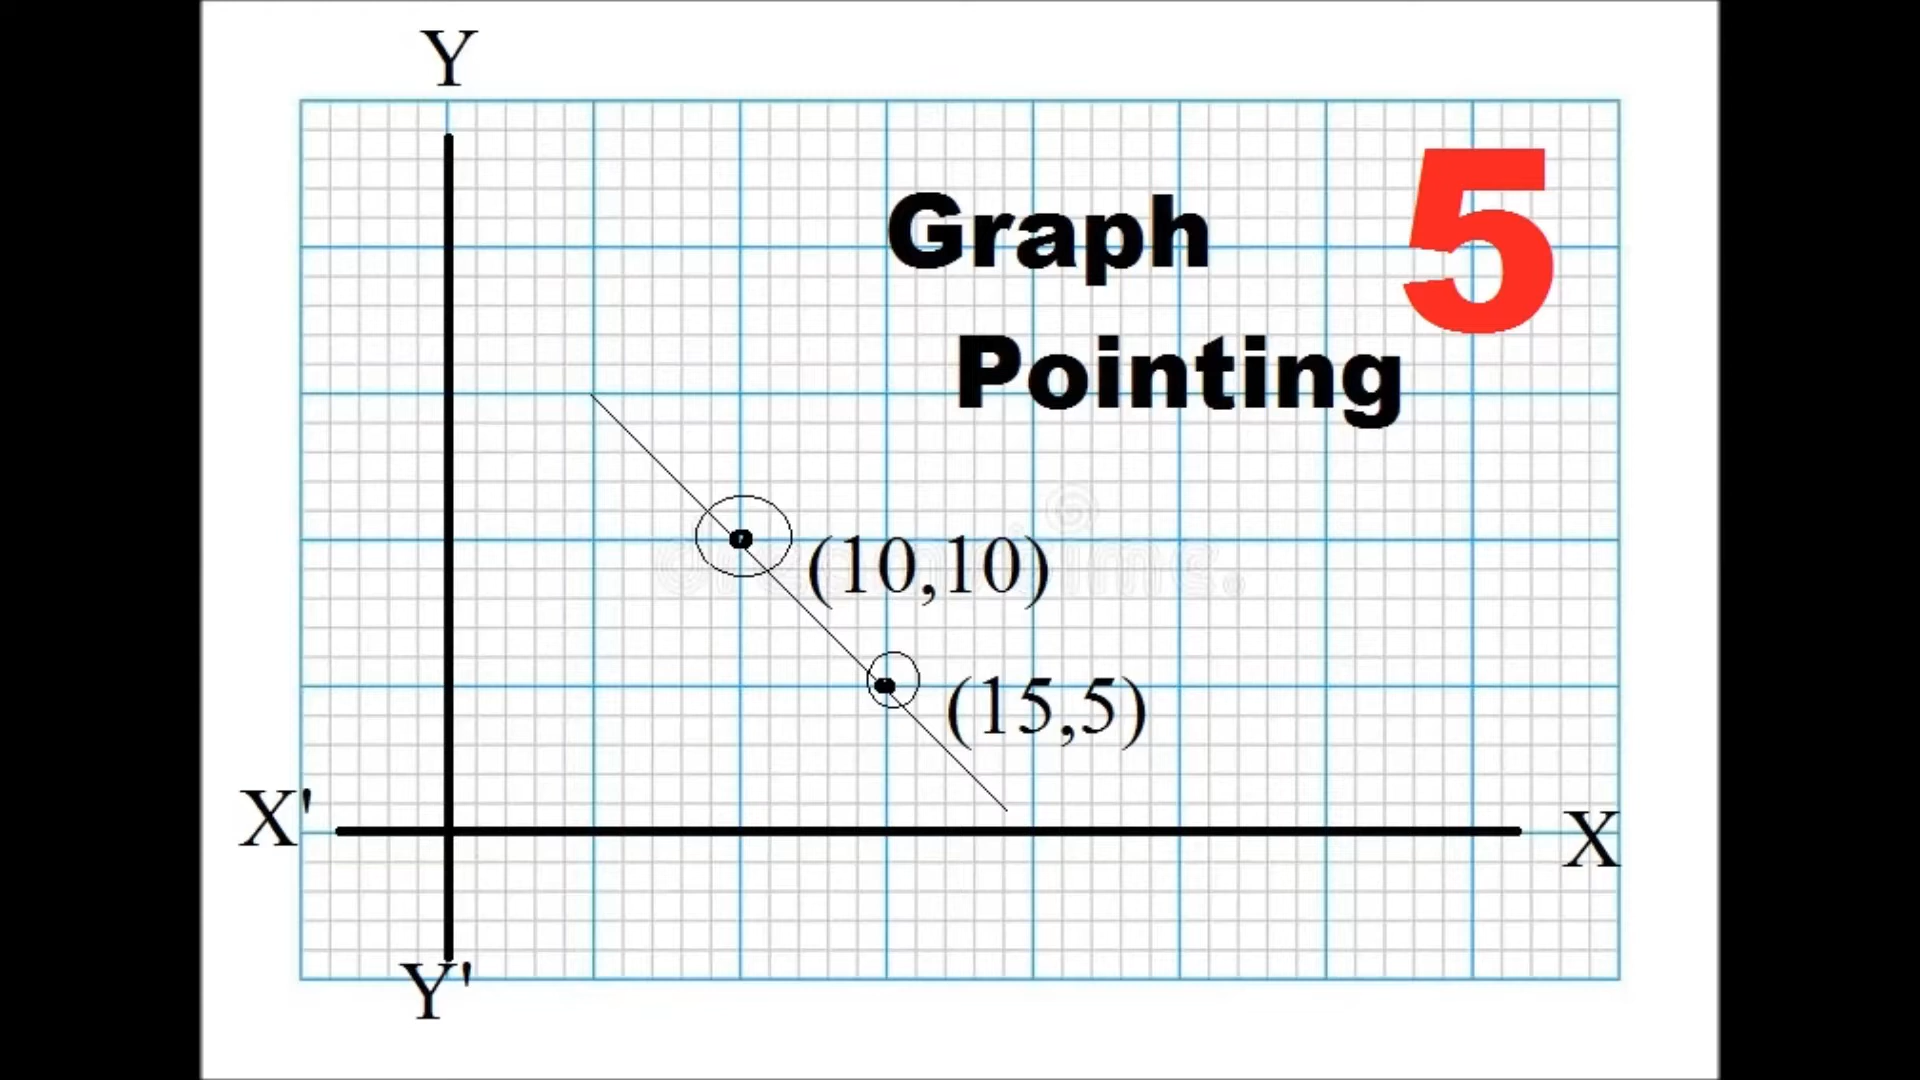 Y
Graph 5
Pointing
(10,10)
(15,5)
X'
X
Y'